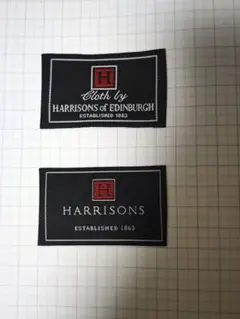 H
Cloth by
HARRISONS of EDINBURGH
ESTABLISHED 1863
H
HARRISONS
ESTABLISHED 1863